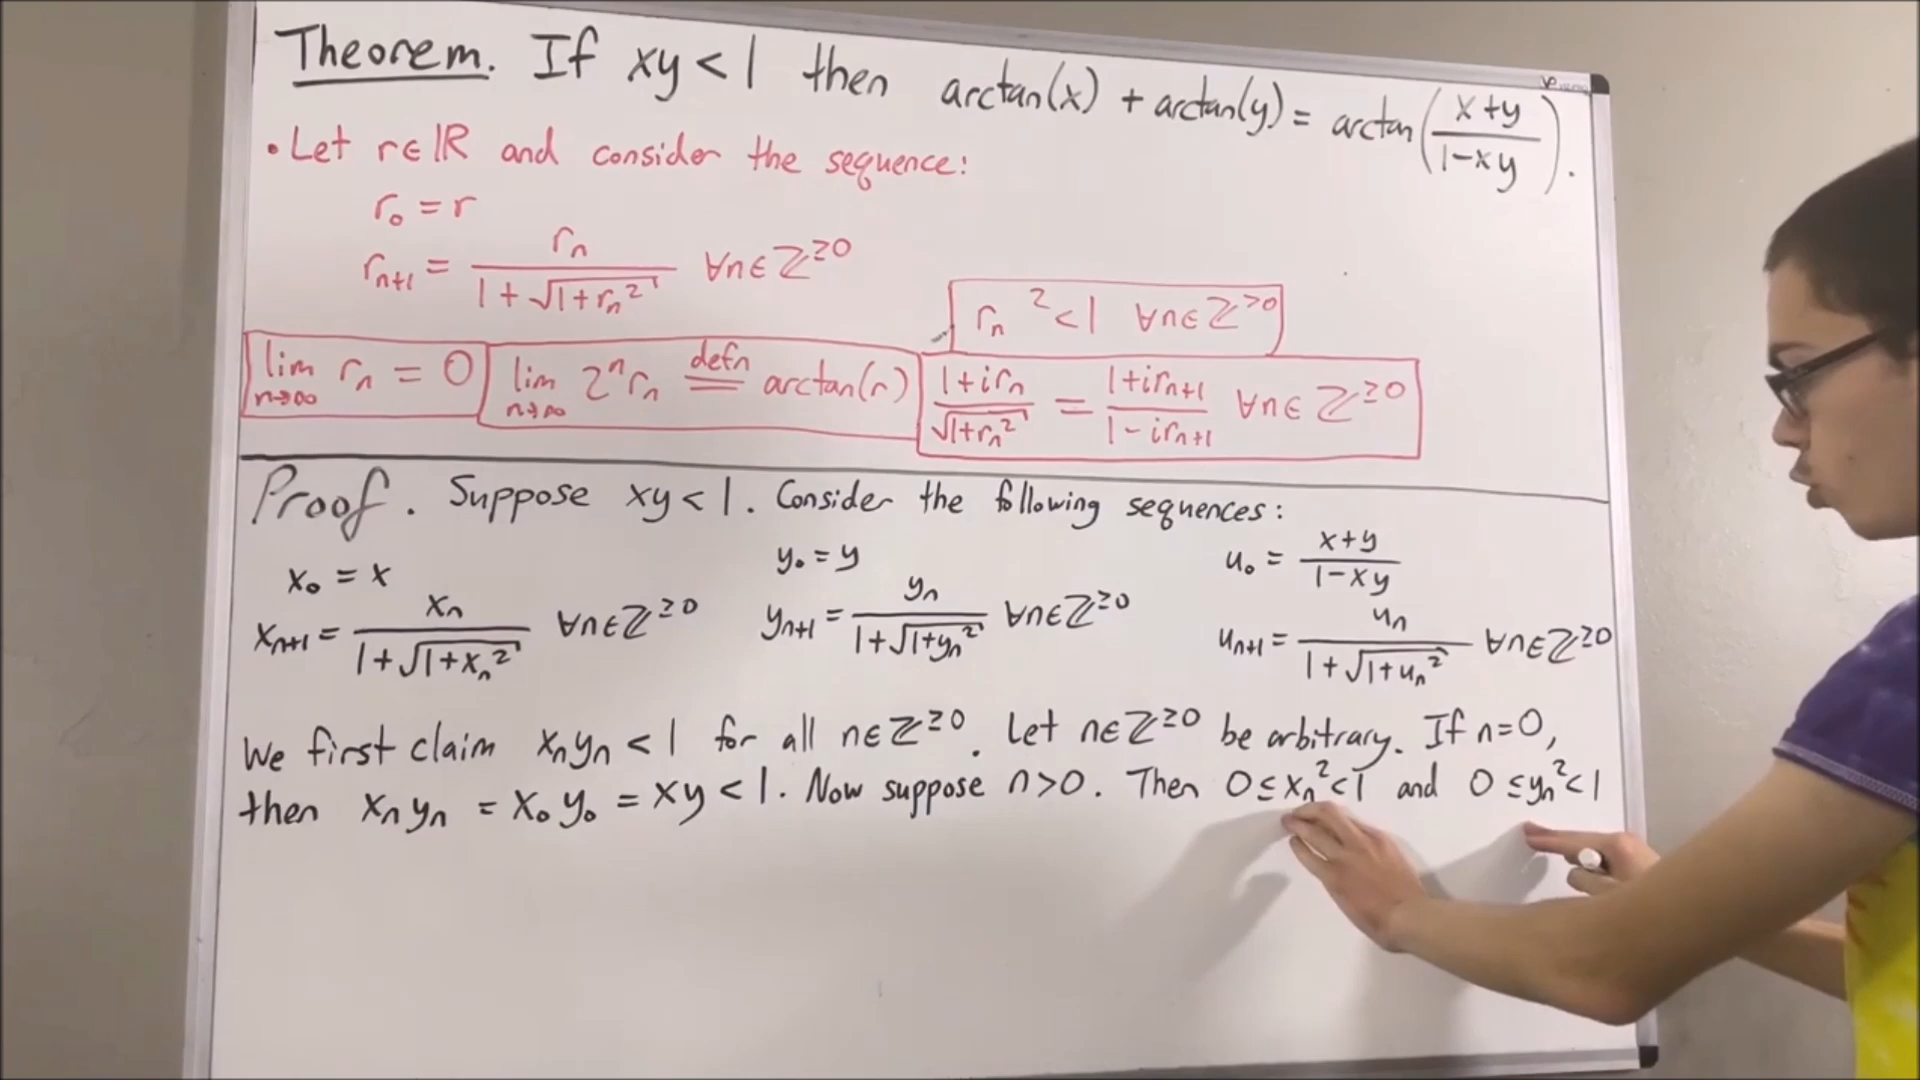 Theorem. If xy < 1 then arctan(x) + arctan(y) = arctan((x+y)/(1-xy)).
• Let r∈ℝ and consider the sequence:
r₀ = r
rₙ₊₁ = rₙ/(1+√(1+rₙ²)) ∀n∈ℤ^≥0
rₙ² < 1 ∀n∈ℤ^>0
lim n→∞ rₙ = 0
lim n→∞ 2ⁿrₙ defn = arctan(r)
(1+irₙ)/√(1+rₙ²) = (1+irₙ₊₁)/(1-irₙ₊₁) ∀n∈ℤ^≥0
Proof. Suppose xy < 1. Consider the following sequences:
x₀ = x
xₙ₊₁ = xₙ/(1+√(1+xₙ²)) ∀n∈ℤ^≥0
y₀ = y
yₙ₊₁ = yₙ/(1+√(1+yₙ²)) ∀n∈ℤ^≥0
u₀ = (x+y)/(1-xy)
uₙ₊₁ = uₙ/(1+√(1+uₙ²)) ∀n∈ℤ^≥0
We first claim xₙyₙ < 1 for all n∈ℤ^≥0. Let n∈ℤ^≥0 be arbitrary. If n=0,
then xₙyₙ = x₀y₀ = xy < 1. Now suppose n>0. Then 0≤xₙ²<1 and 0≤yₙ²<1